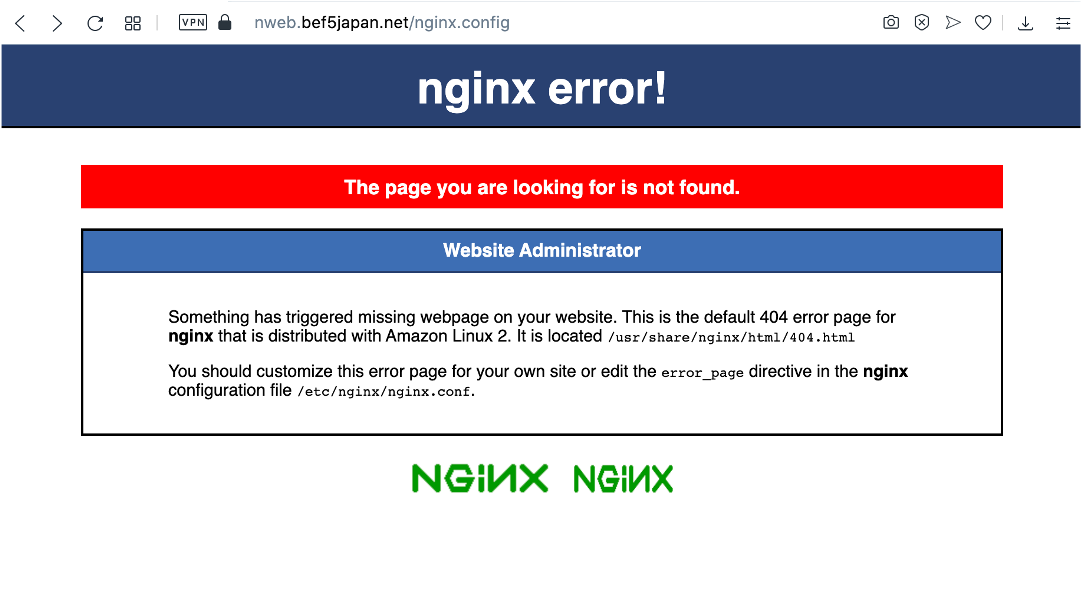 VPN nweb.bef5japan.net/nginx.config
nginx error!
The page you are looking for is not found.
Website Administrator
Something has triggered missing webpage on your website. This is the default 404 error page for
nginx that is distributed with Amazon Linux 2. It is located /usr/share/nginx/html/404.html
You should customize this error page for your own site or edit the error_page directive in the nginx
configuration file /etc/nginx/nginx.conf.
NGiNX NGiNX